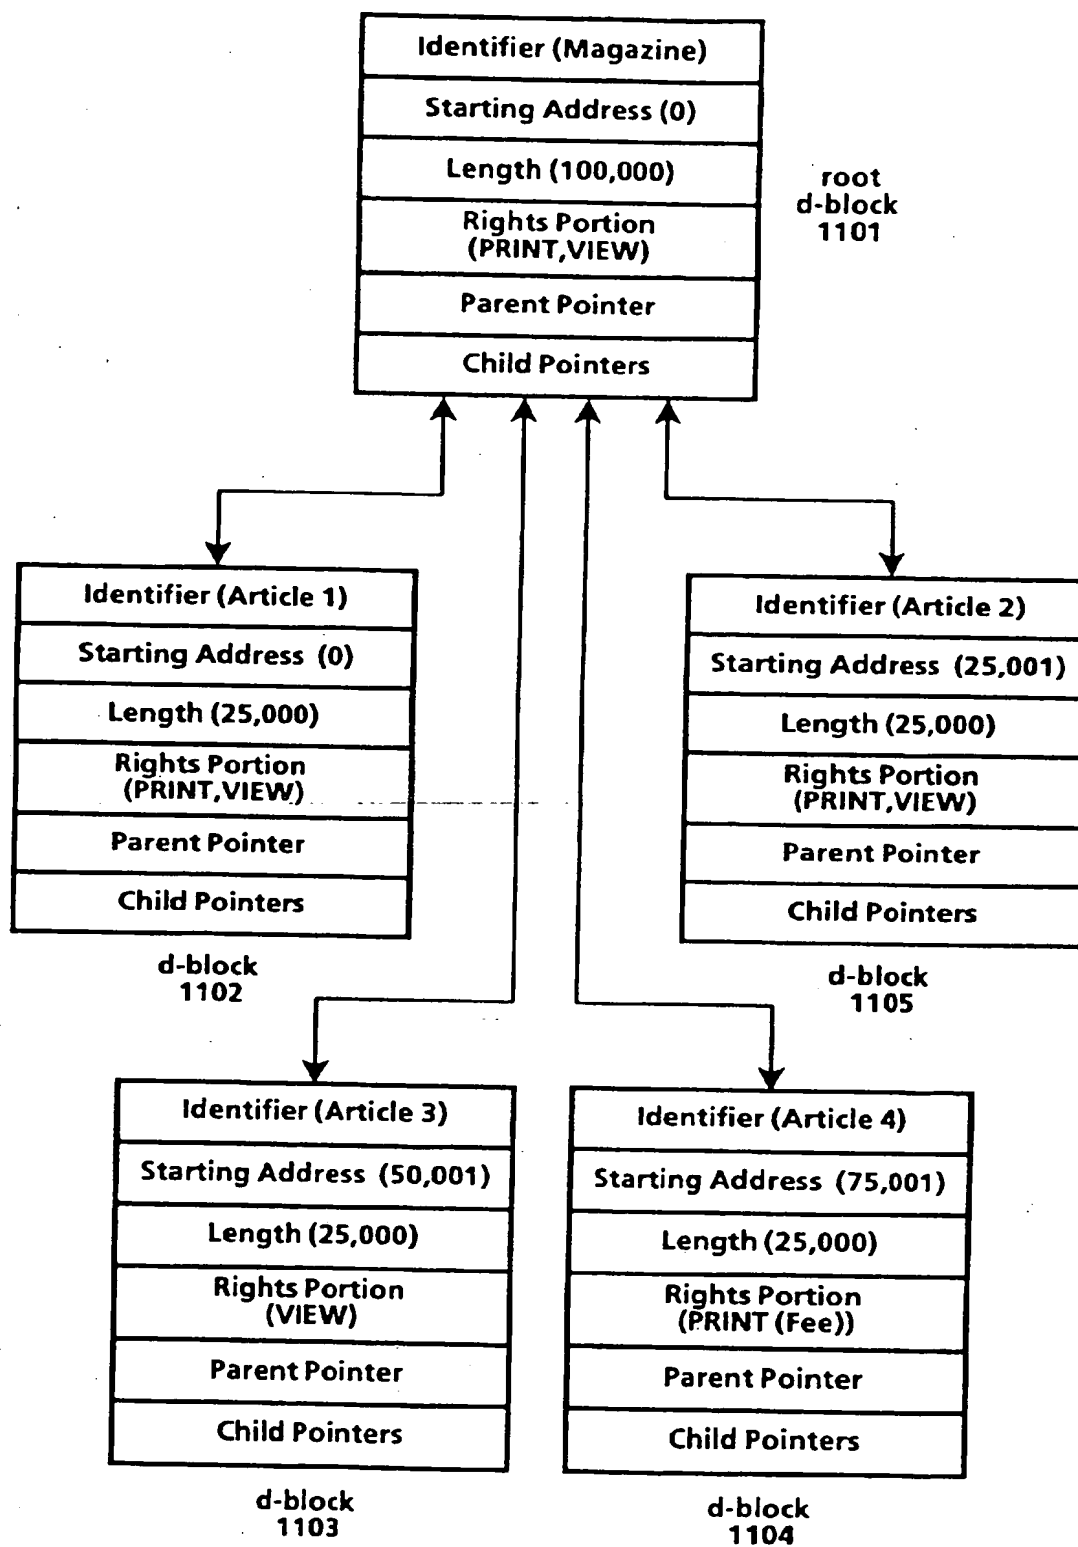 Identifier (Magazine)
Starting Address (0)
Length (100,000)
Rights Portion
(PRINT,VIEW)
Parent Pointer
Child Pointers
root
d-block
1101
Identifier (Article 1)
Starting Address (0)
Length (25,000)
Rights Portion
(PRINT,VIEW)
Parent Pointer
Child Pointers
d-block
1102
Identifier (Article 2)
Starting Address (25,001)
Length (25,000)
Rights Portion
(PRINT,VIEW)
Parent Pointer
Child Pointers
d-block
1105
Identifier (Article 3)
Starting Address (50,001)
Length (25,000)
Rights Portion
(VIEW)
Parent Pointer
Child Pointers
d-block
1103
Identifier (Article 4)
Starting Address (75,001)
Length (25,000)
Rights Portion
(PRINT (Fee))
Parent Pointer
Child Pointers
d-block
1104